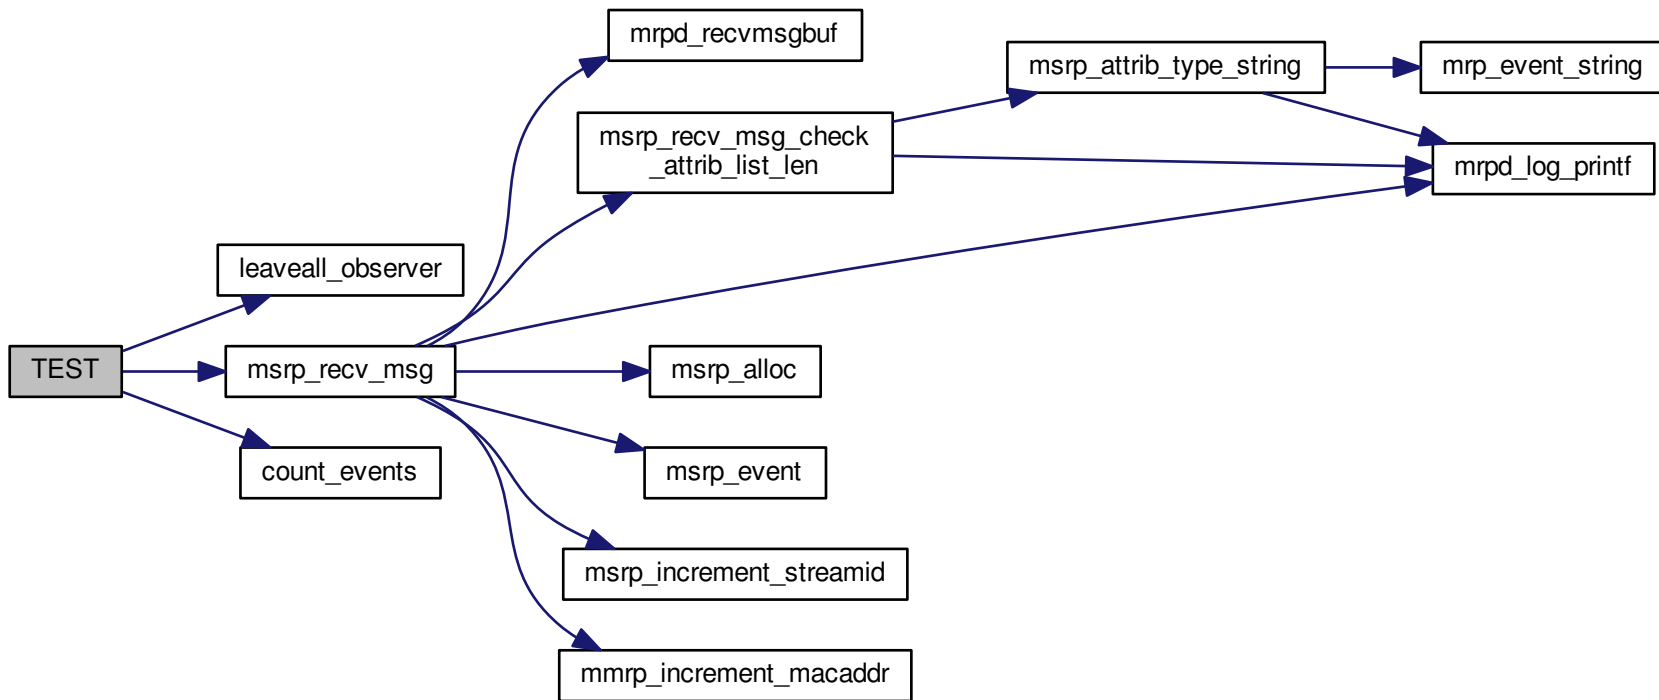 mrpd_recvmsgbuf
msrp_attrib_type_string
mrp_event_string
msrp_recv_msg_check
_attrib_list_len
mrpd_log_printf
leaveall_observer
TEST
msrp_recv_msg
msrp_alloc
count_events
msrp_event
msrp_increment_streamid
mmrp_increment_macaddr